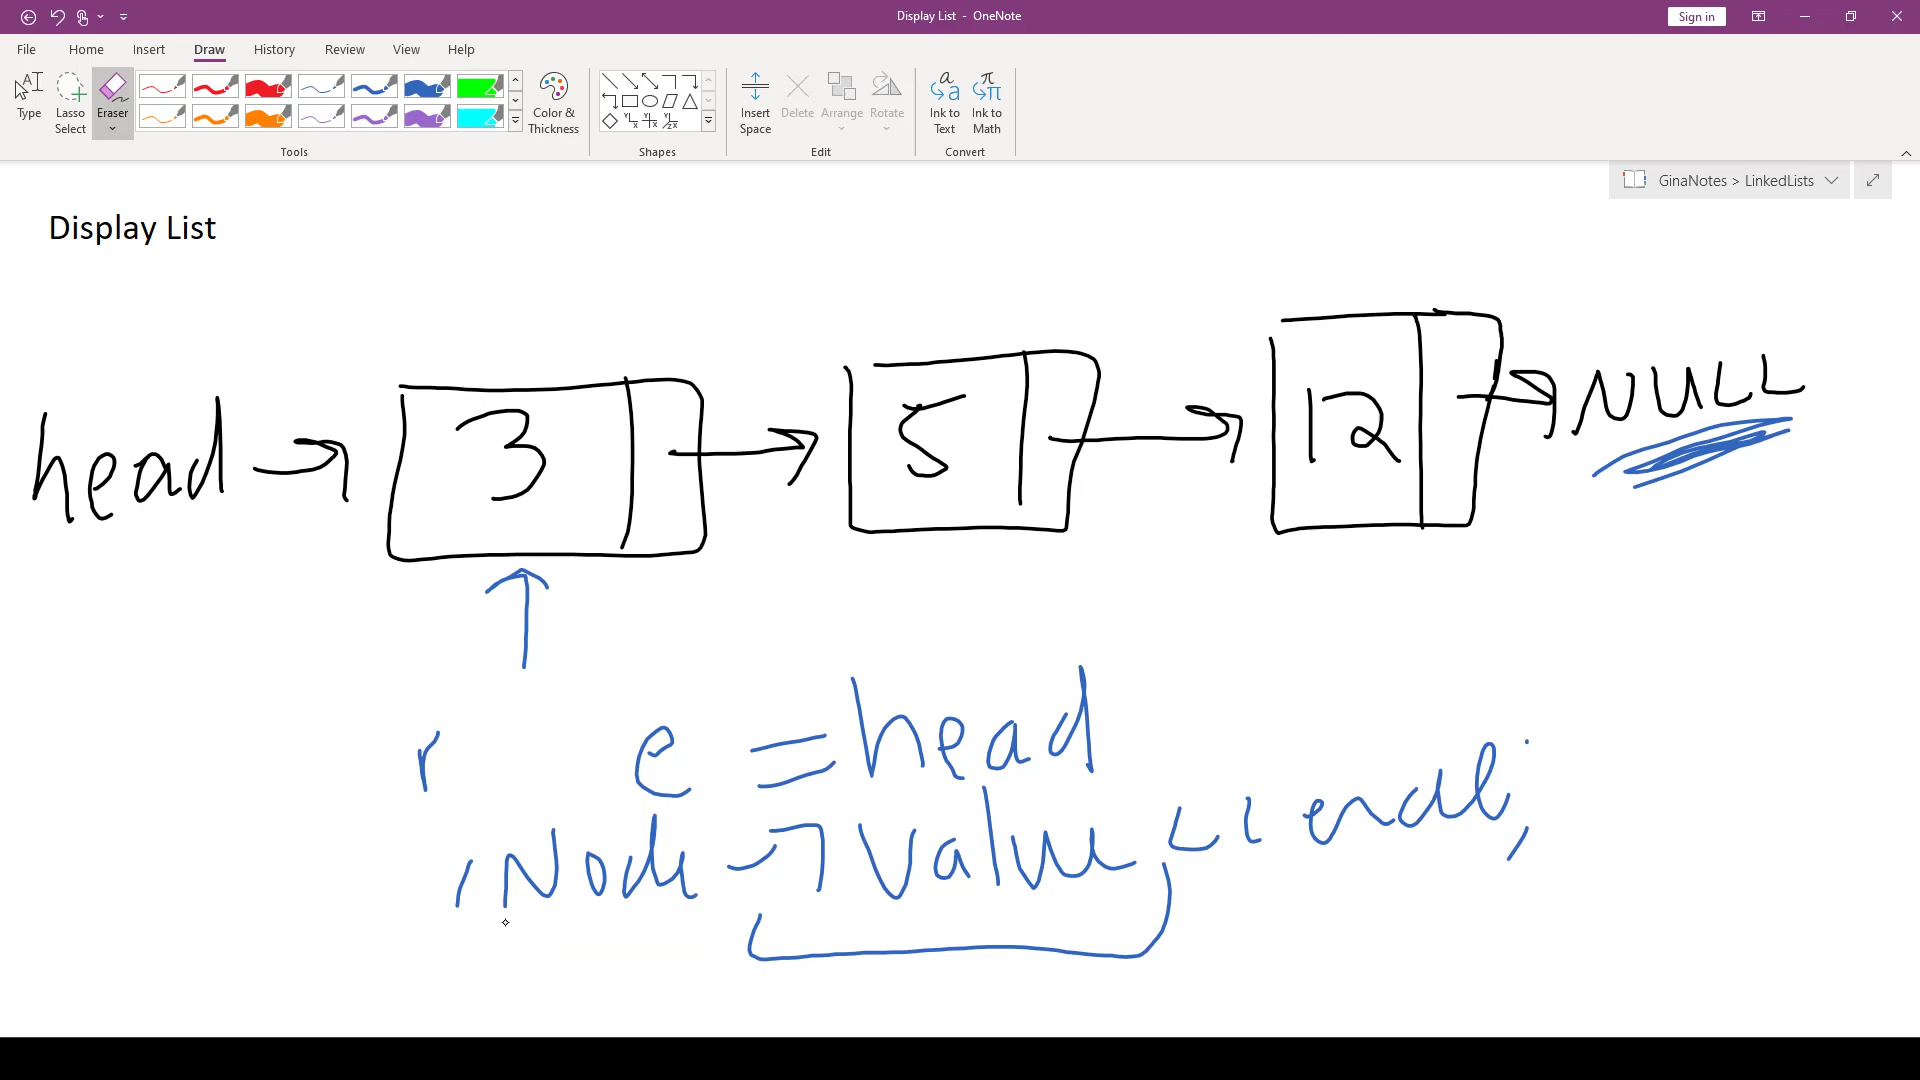 Display List - OneNote
Sign in
File Home Insert Draw History Review View Help
Type
Lasso Select
Eraser
Color & Thickness
Insert Space
Delete
Arrange
Rotate
Ink to Text
Ink to Math
Tools
Shapes
Edit
Convert
GinaNotes > LinkedLists
Display List
head → 3 → 5 → 12 → NULL
r e = head
Node → value << endl;